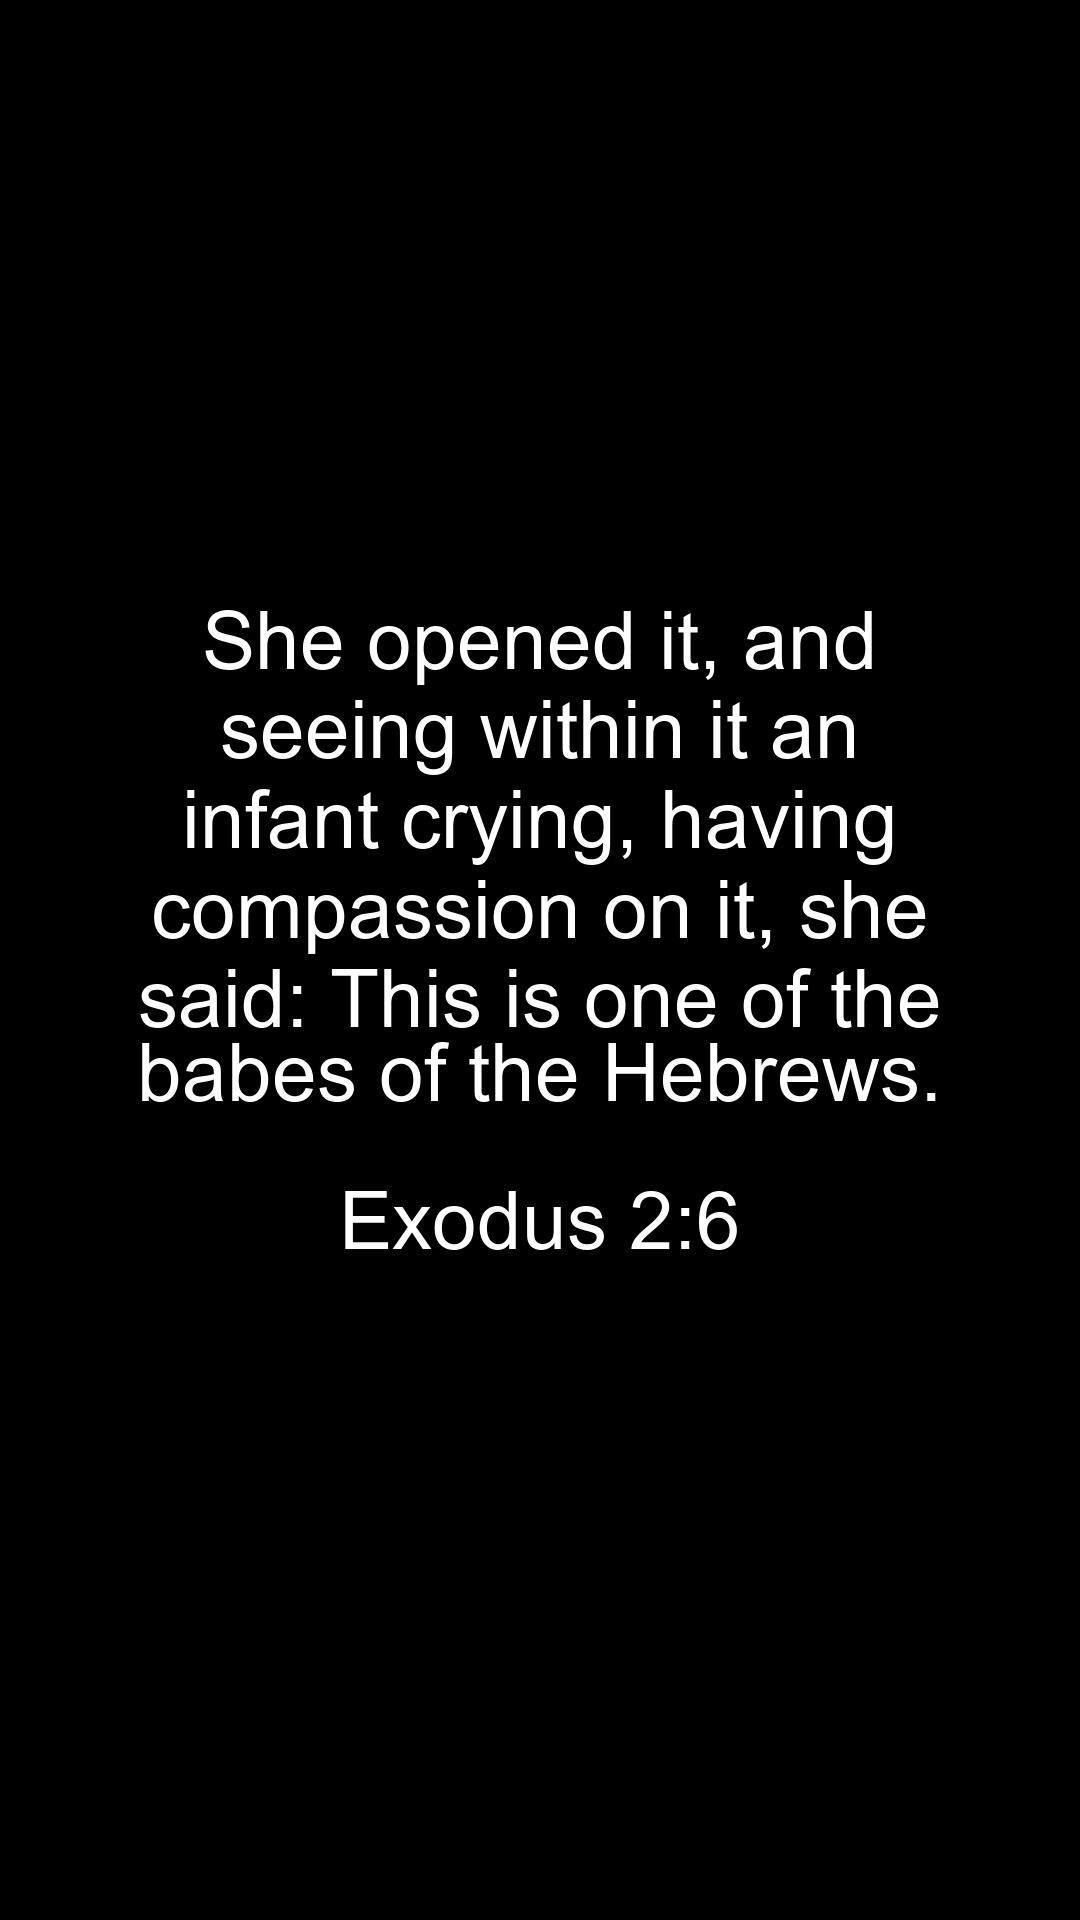 She opened it, and
seeing within it an
infant crying, having
compassion on it, she
said: This is one of the
babes of the Hebrews.
Exodus 2:6